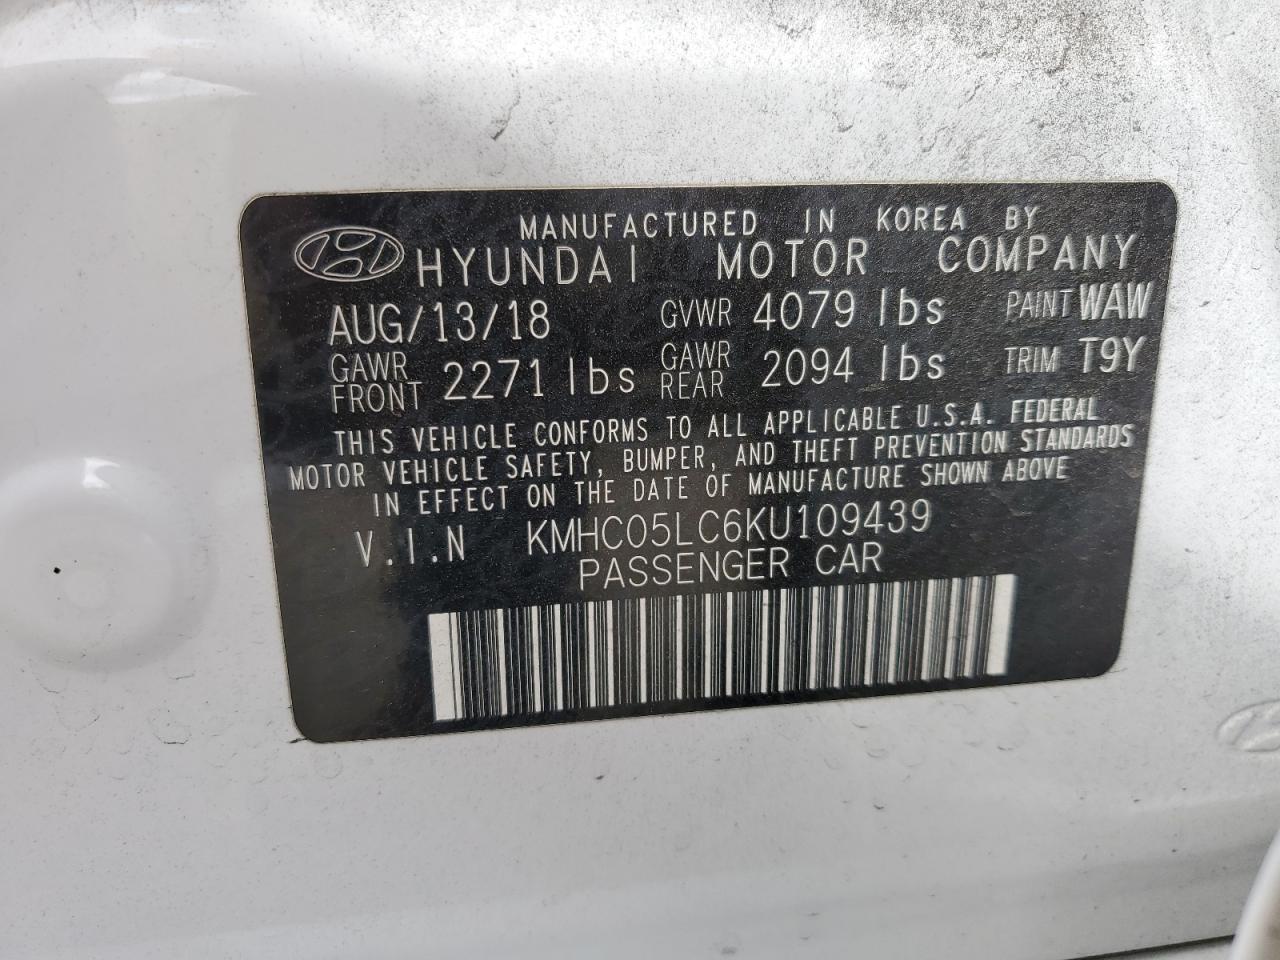 MANUFACTURED IN KOREA BY
HYUNDAI MOTOR COMPANY
AUG/13/18 GVWR 4079 lbs PAINT WAW
GAWR FRONT 2271 lbs GAWR REAR 2094 lbs TRIM T9Y
THIS VEHICLE CONFORMS TO ALL APPLICABLE U.S.A. FEDERAL
MOTOR VEHICLE SAFETY, BUMPER, AND THEFT PREVENTION STANDARDS
IN EFFECT ON THE DATE OF MANUFACTURE SHOWN ABOVE
V.I.N KMHC05LC6KU109439
PASSENGER CAR